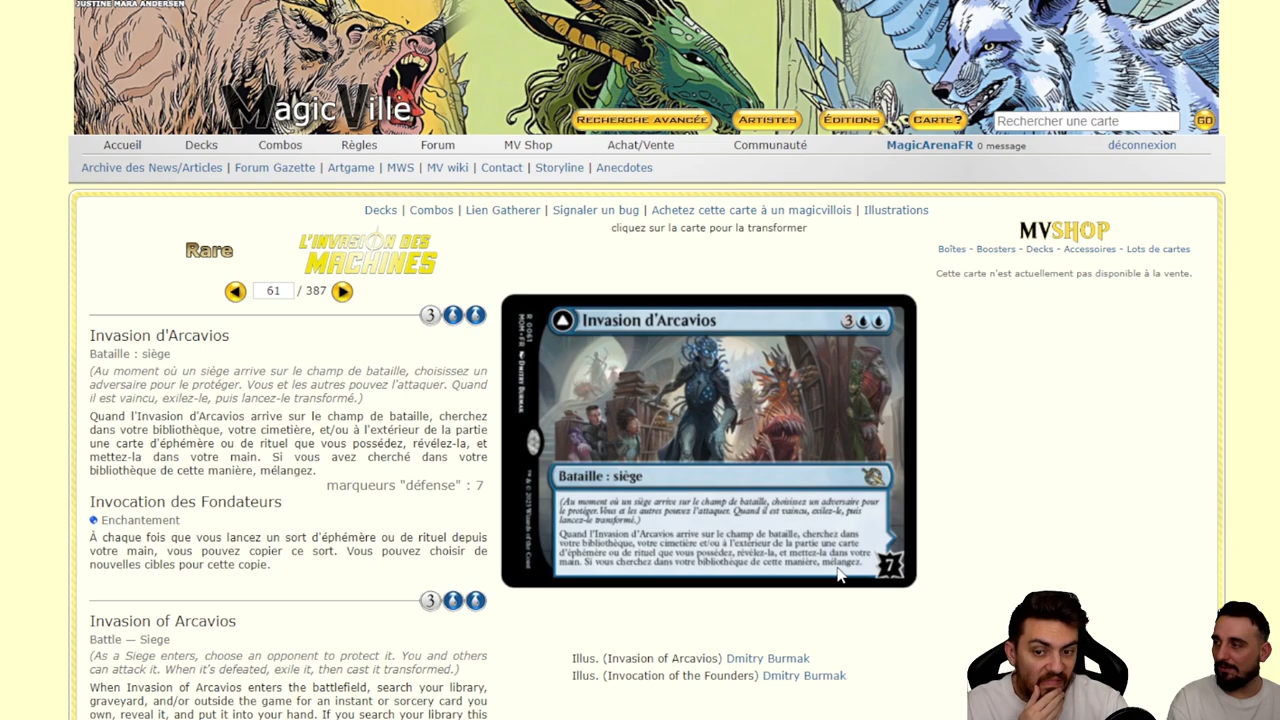 JUSTINE MARA ANDERSEN
MagicVille
RECHERCHE AVANCÉE
ARTISTES
ÉDITIONS
CARTE?
Rechercher une carte
GO
Accueil
Decks
Combos
Règles
Forum
MV Shop
Achat/Vente
Communauté
MagicArenaFR 0 message
déconnexion
Archive des News/Articles | Forum Gazette | Artgame | MWS | MV wiki | Contact | Storyline | Anecdotes
Decks | Combos | Lien Gatherer | Signaler un bug | Achetez cette carte à un magicvillois | Illustrations
cliquez sur la carte pour la transformer
Rare
L'INVASION DES
MACHINES
61 / 387
MVSHOP
Boîtes - Boosters - Decks - Accessoires - Lots de cartes
Cette carte n'est actuellement pas disponible à la vente.
3
Invasion d'Arcavios
Bataille : siège
(Au moment où un siège arrive sur le champ de bataille, choisissez un
adversaire pour le protéger. Vous et les autres pouvez l'attaquer. Quand
il est vaincu, exilez-le, puis lancez-le transformé.)
Quand l'Invasion d'Arcavios arrive sur le champ de bataille, cherchez
dans votre bibliothèque, votre cimetière, et/ou à l'extérieur de la partie
une carte d'éphémère ou de rituel que vous possédez, révélez-la, et
mettez-la dans votre main. Si vous avez cherché dans votre
bibliothèque de cette manière, mélangez.
marqueurs "défense" : 7
Invocation des Fondateurs
Enchantement
À chaque fois que vous lancez un sort d'éphémère ou de rituel depuis
votre main, vous pouvez copier ce sort. Vous pouvez choisir de
nouvelles cibles pour cette copie.
3
Invasion of Arcavios
Battle — Siege
(As a Siege enters, choose an opponent to protect it. You and others
can attack it. When it's defeated, exile it, then cast it transformed.)
When Invasion of Arcavios enters the battlefield, search your library,
graveyard, and/or outside the game for an instant or sorcery card you
own, reveal it, and put it into your hand. If you search your library this
Invasion d'Arcavios
3
R 0061
MOM • FR DMITRY BURMAK
™ & © 2023 Wizards of the Coast
Bataille : siège
(Au moment où un siège arrive sur le champ de bataille, choisissez un adversaire pour
le protéger. Vous et les autres pouvez l'attaquer. Quand il est vaincu, exilez-le, puis
lancez-le transformé.)
Quand l'Invasion d'Arcavios arrive sur le champ de bataille, cherchez dans
votre bibliothèque, votre cimetière et/ou à l'extérieur de la partie une carte
d'éphémère ou de rituel que vous possédez, révélez-la, et mettez-la dans votre
main. Si vous cherchez dans votre bibliothèque de cette manière, mélangez.
7
Illus. (Invasion of Arcavios) Dmitry Burmak
Illus. (Invocation of the Founders) Dmitry Burmak